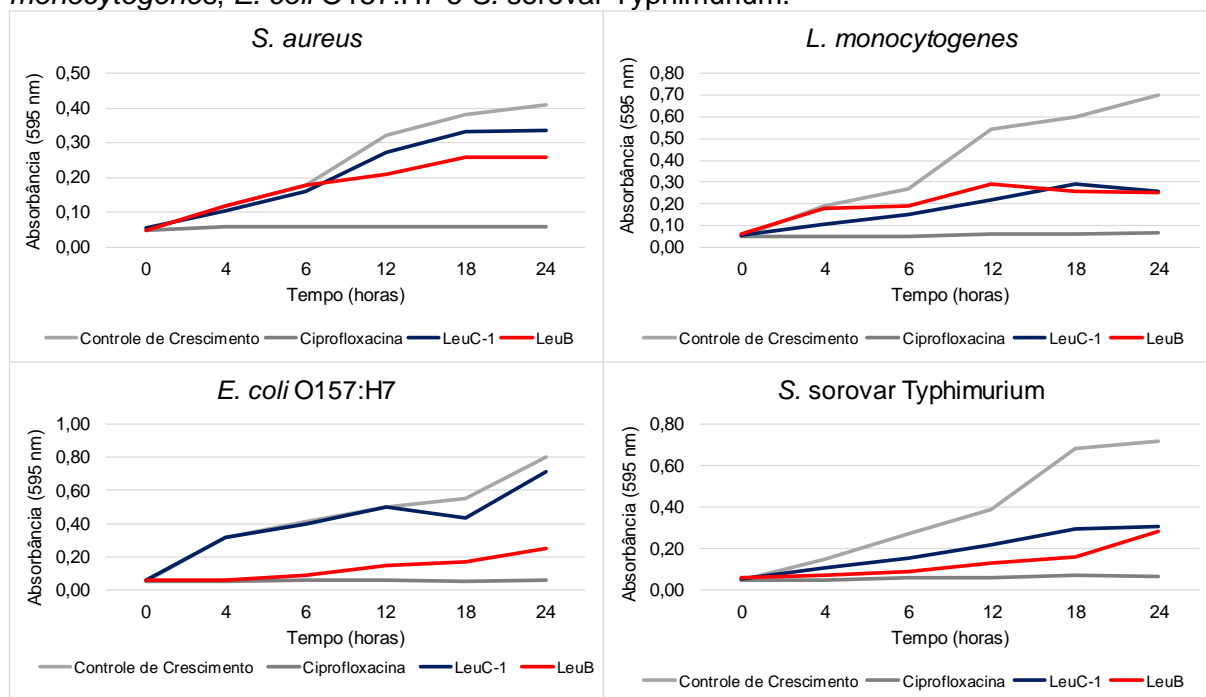 monocytogenes, E. coli O157:H7 e S. sorovar Typhimurium.
S. aureus
0,50
0,40
0,30
0,20
0,10
0,00
Absorbância (595 nm)
0 4 6 12 18 24
Tempo (horas)
Controle de Crescimento Ciprofloxacina LeuC-1 LeuB
L. monocytogenes
0,80
0,70
0,60
0,50
0,40
0,30
0,20
0,10
0,00
Absorbância (595 nm)
0 4 6 12 18 24
Tempo (horas)
Controle de Crescimento Ciprofloxacina LeuC-1 LeuB
E. coli O157:H7
1,00
0,80
0,60
0,40
0,20
0,00
Absorbância (595 nm)
0 4 6 12 18 24
Tempo (horas)
Controle de Crescimento Ciprofloxacina LeuC-1 LeuB
S. sorovar Typhimurium
0,80
0,60
0,40
0,20
0,00
Absorbância (595 nm)
0 4 6 12 18 24
Tempo (horas)
Controle de Crescimento Ciprofloxacina LeuC-1 LeuB